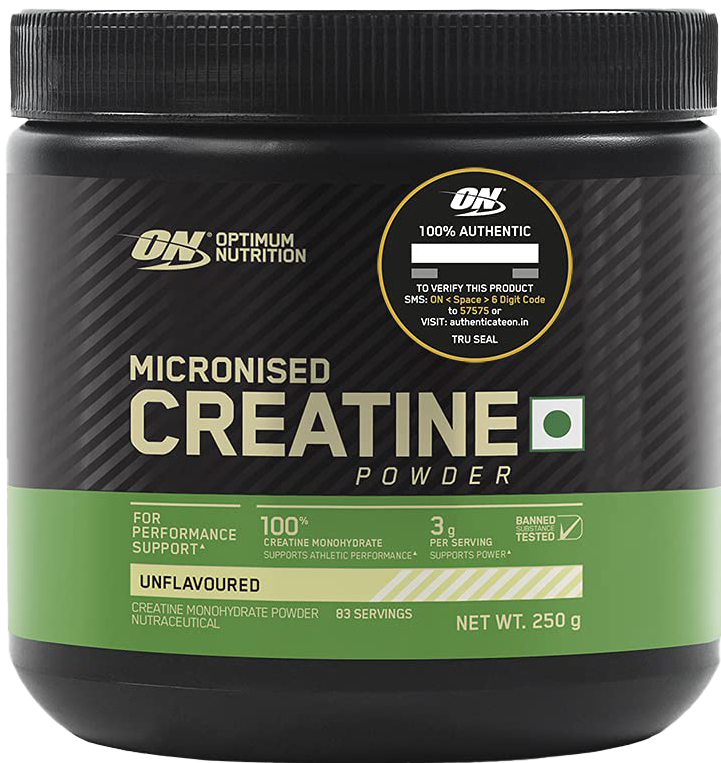 ON
100% AUTHENTIC
TO VERIFY THIS PRODUCT
SMS: ON < Space > 6 Digit Code
to 57575 or
VISIT: authenticateon.in
TRU SEAL
ON® OPTIMUM
NUTRITION
MICRONISED
CREATINE
POWDER
FOR
PERFORMANCE
SUPPORT▲
100%
CREATINE MONOHYDRATE
SUPPORTS ATHLETIC PERFORMANCE▲
3g
PER SERVING
SUPPORTS POWER▲
BANNED
SUBSTANCE
TESTED
UNFLAVOURED
CREATINE MONOHYDRATE POWDER
NUTRACEUTICAL
83 SERVINGS
NET WT. 250 g